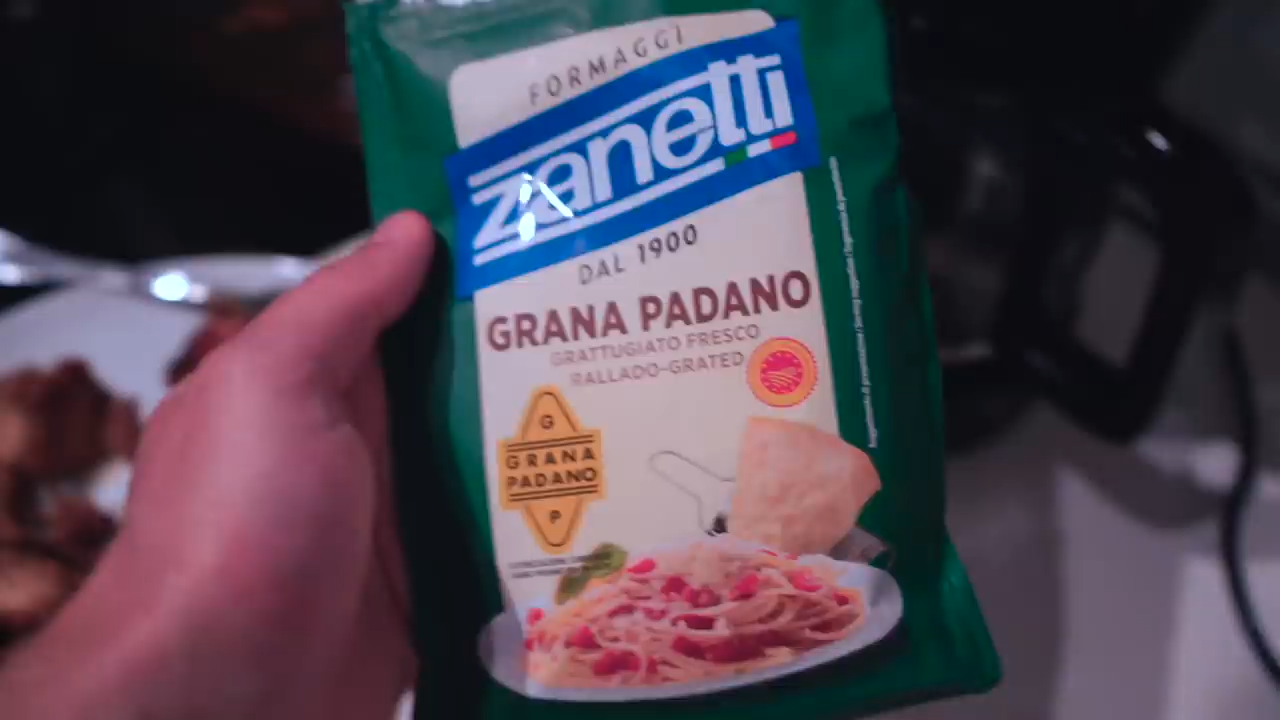 FORMAGGI
zanetti
DAL 1900
GRANA PADANO
GRATTUGIATO FRESCO
RALLADO-GRATED
G
GRANA
PADANO
P